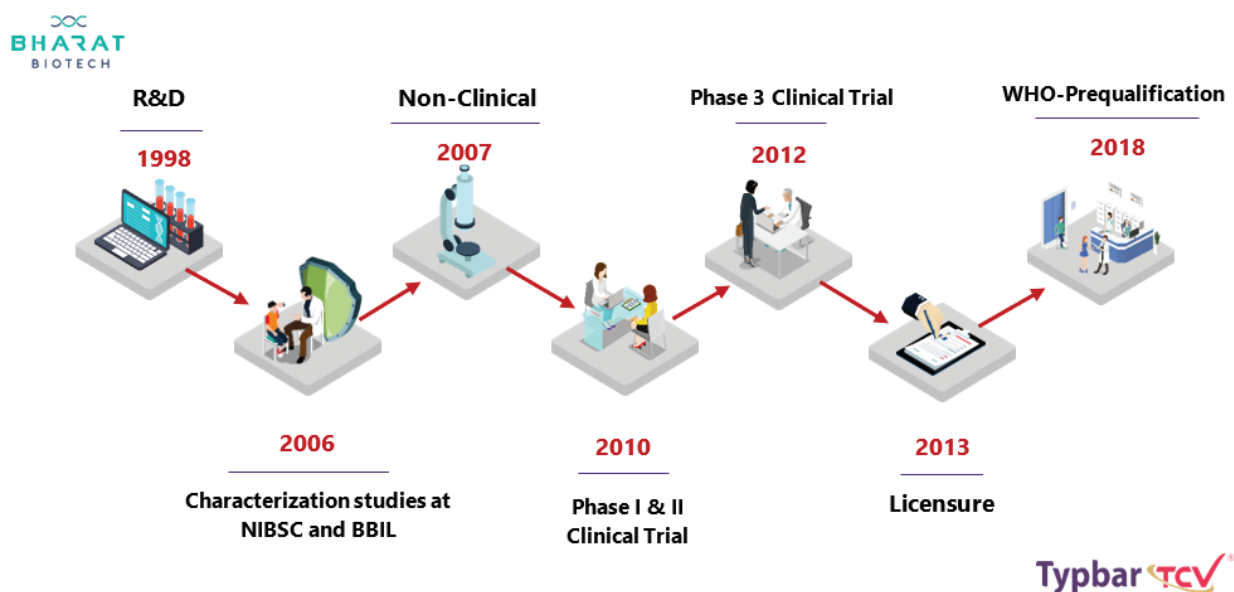 BHARAT
BIOTECH
R&D
1998
Non-Clinical
2007
Phase 3 Clinical Trial
2012
WHO-Prequalification
2018
2006
Characterization studies at
NIBSC and BBIL
2010
Phase I & II
Clinical Trial
2013
Licensure
Typbar TCV®